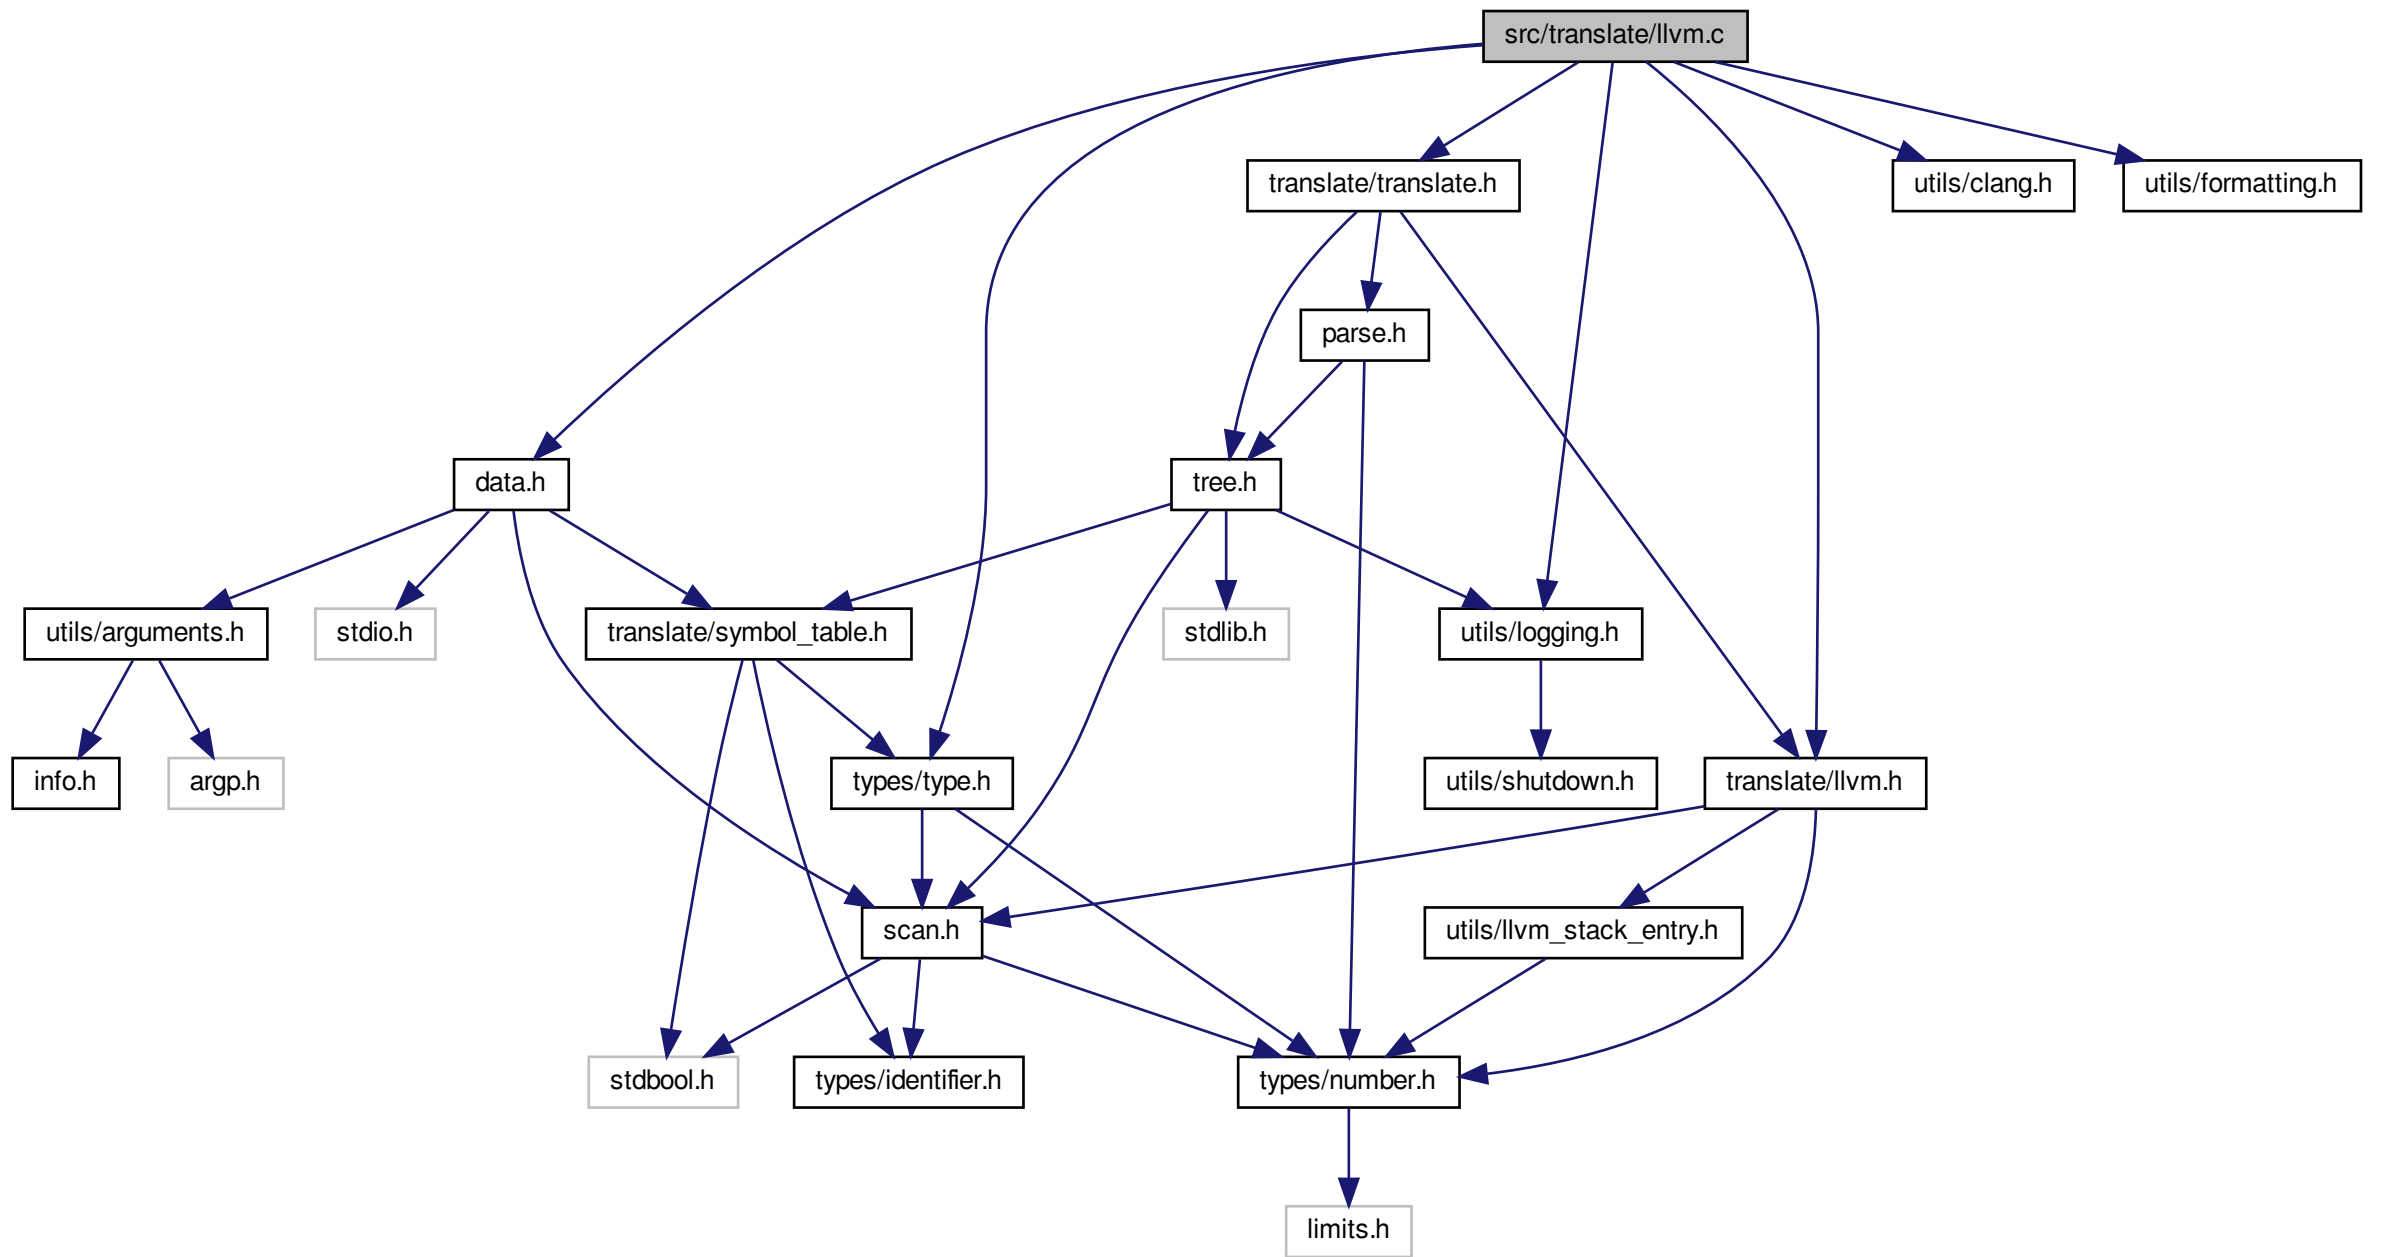 src/translate/llvm.c
translate/translate.h
utils/clang.h
utils/formatting.h
parse.h
data.h
tree.h
utils/arguments.h
stdio.h
translate/symbol_table.h
stdlib.h
utils/logging.h
info.h
argp.h
types/type.h
utils/shutdown.h
translate/llvm.h
scan.h
utils/llvm_stack_entry.h
stdbool.h
types/identifier.h
types/number.h
limits.h